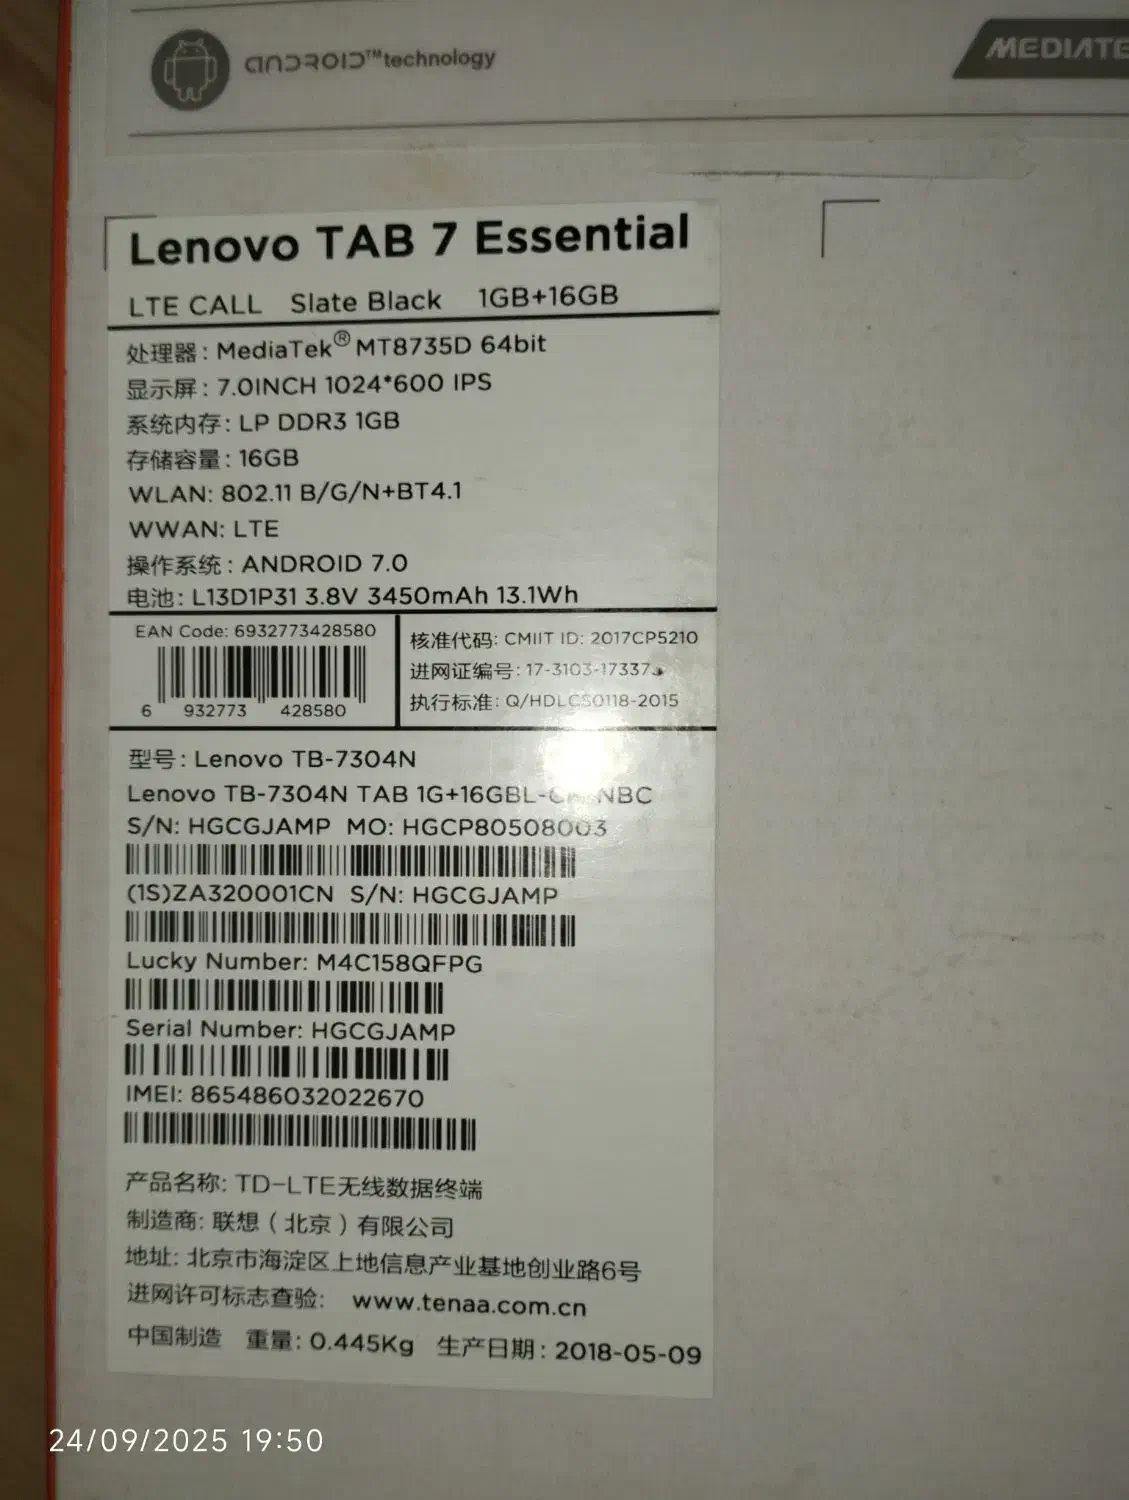 ANDROID™technology
MEDIATE
Lenovo TAB 7 Essential
LTE CALL Slate Black 1GB+16GB
处理器: MediaTek® MT8735D 64bit
显示屏: 7.0INCH 1024*600 IPS
系统内存: LP DDR3 1GB
存储容量: 16GB
WLAN: 802.11 B/G/N+BT4.1
WWAN: LTE
操作系统: ANDROID 7.0
电池: L13D1P31 3.8V 3450mAh 13.1Wh
EAN Code: 6932773428580
6 932773 428580
核准代码: CMIIT ID: 2017CP5210
进网证编号: 17-3103-17337
执行标准: Q/HDLCS0118-2015
型号: Lenovo TB-7304N
Lenovo TB-7304N TAB 1G+16GBL-CN-NBC
S/N: HGCGJAMP MO: HGCP80508003
(1S)ZA320001CN S/N: HGCGJAMP
Lucky Number: M4C158QFPG
Serial Number: HGCGJAMP
IMEI: 865486032022670
产品名称: TD-LTE无线数据终端
制造商: 联想（北京）有限公司
地址: 北京市海淀区上地信息产业基地创业路6号
进网许可标志查验: www.tenaa.com.cn
中国制造 重量: 0.445Kg 生产日期: 2018-05-09
24/09/2025 19:50